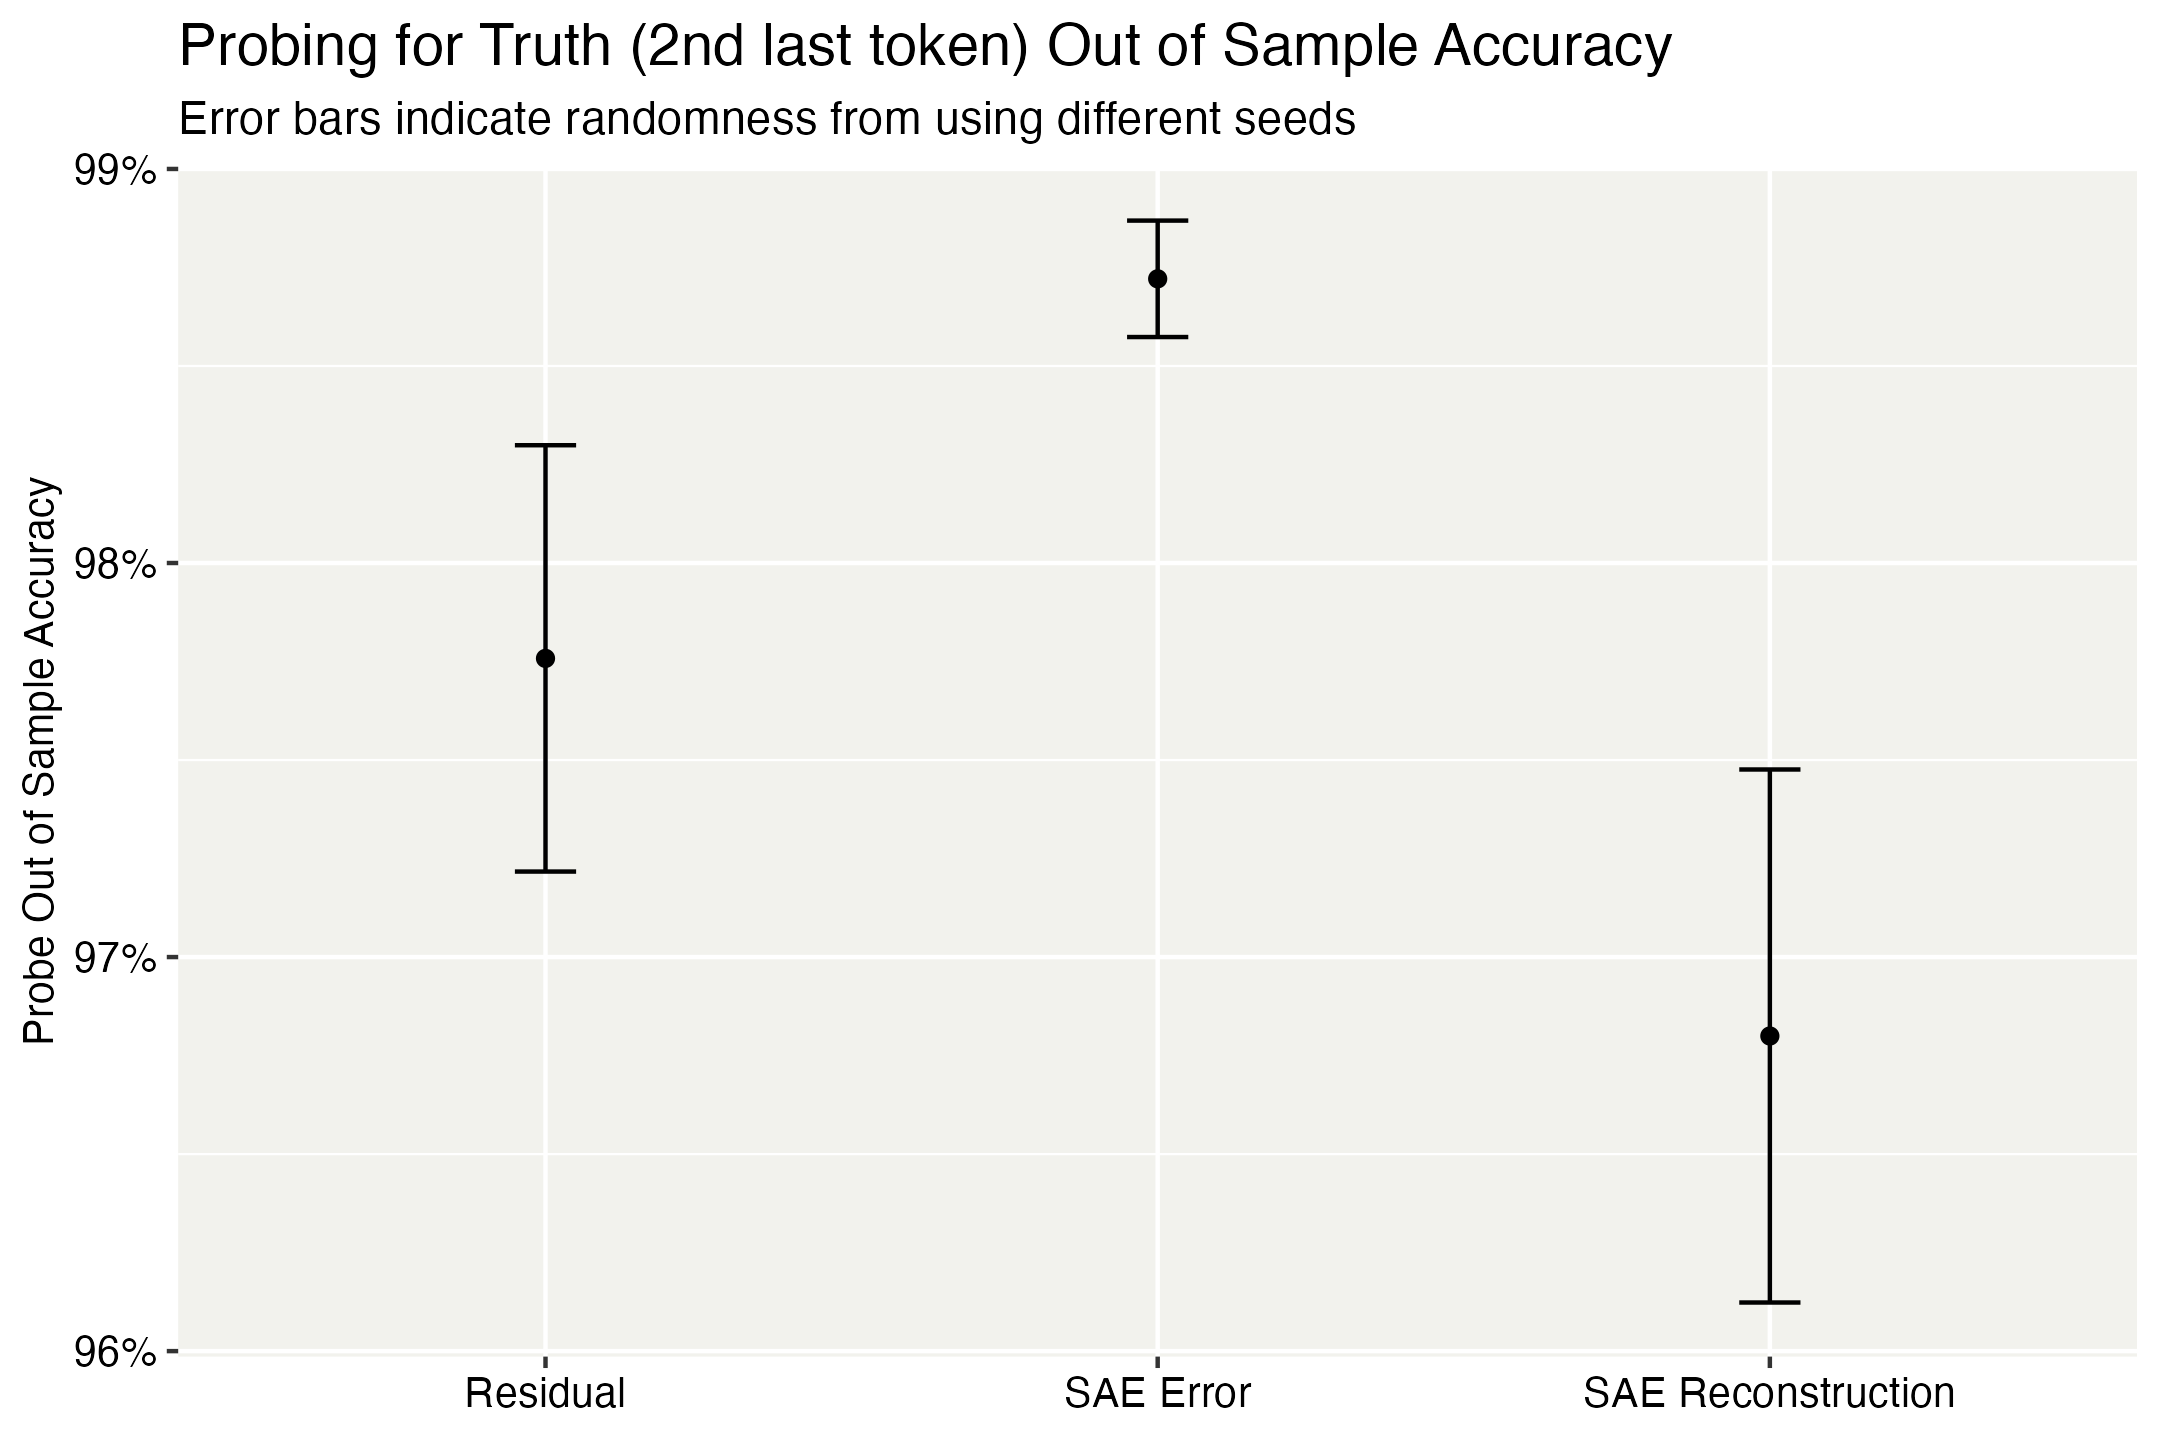 Probing for Truth (2nd last token) Out of Sample Accuracy
Error bars indicate randomness from using different seeds
Probe Out of Sample Accuracy
99%
98%
97%
96%
Residual
SAE Error
SAE Reconstruction